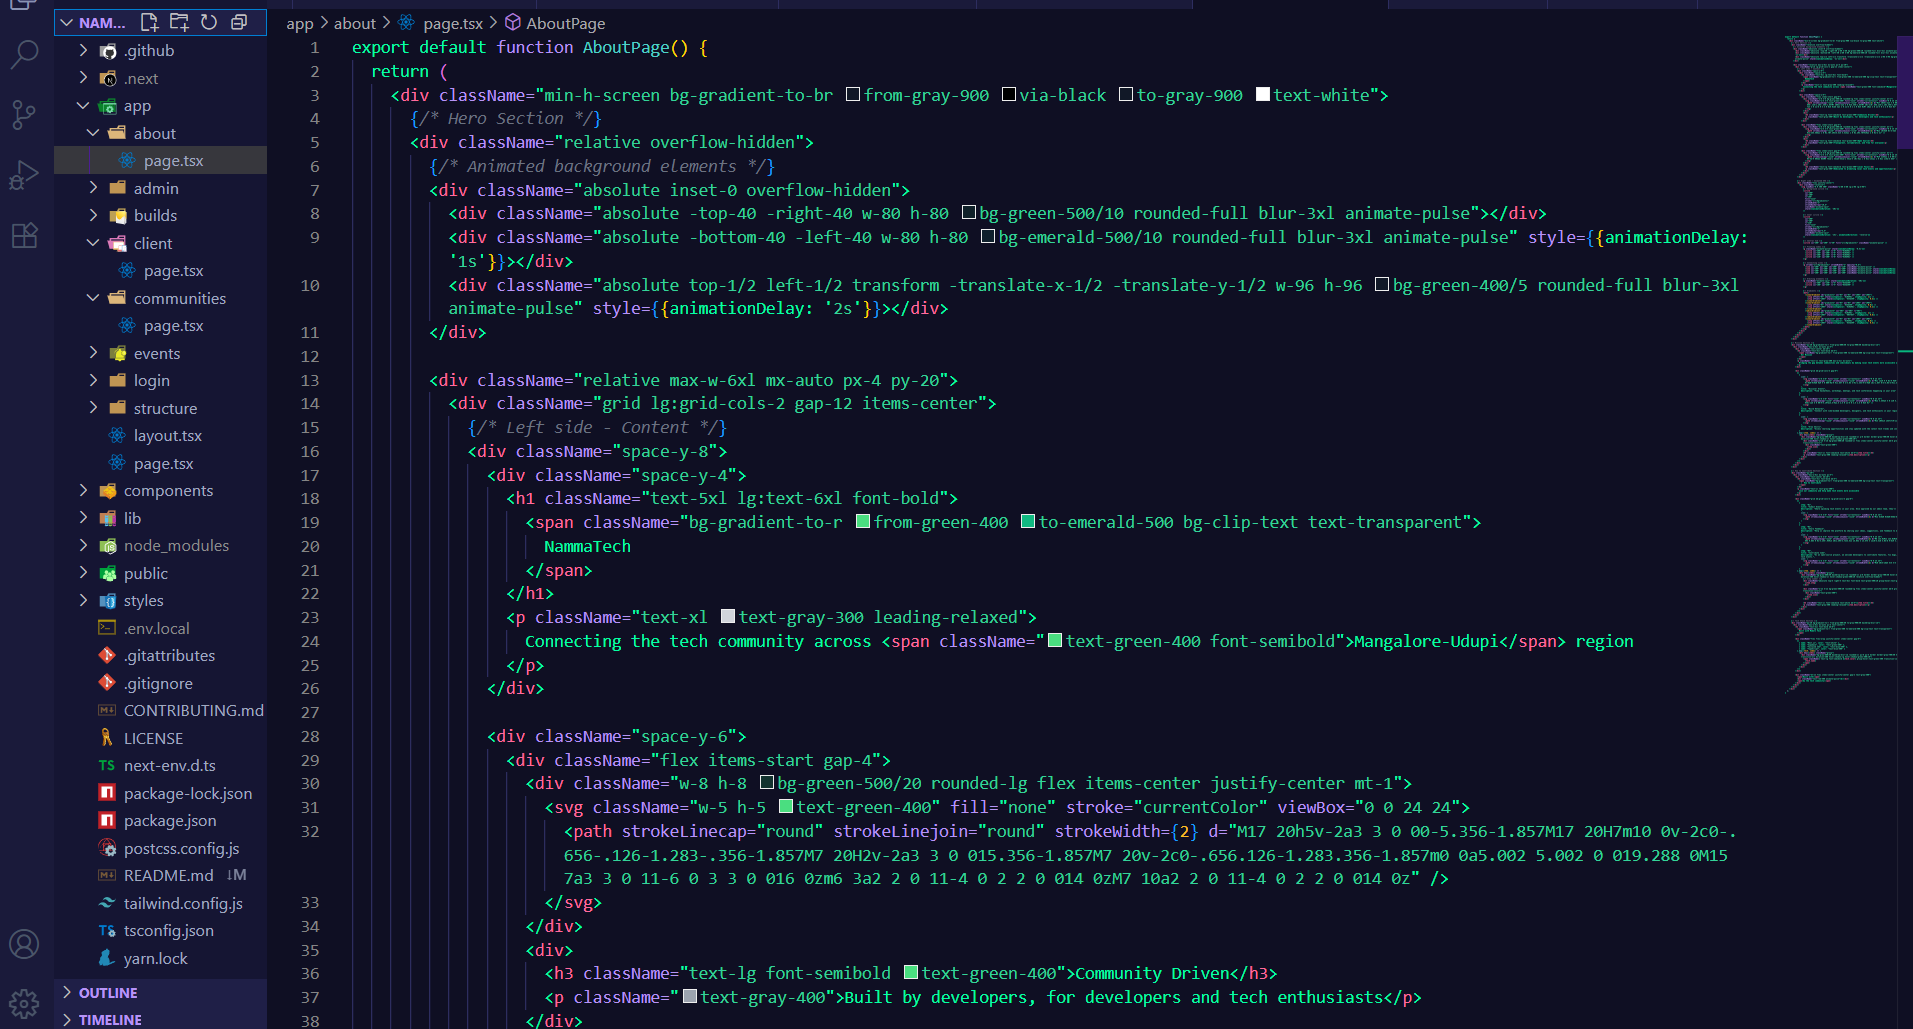 NAM...
.github
.next
app
about
page.tsx
admin
builds
client
page.tsx
communities
page.tsx
events
login
structure
layout.tsx
page.tsx
components
lib
node_modules
public
styles
.env.local
.gitattributes
.gitignore
CONTRIBUTING.md
LICENSE
next-env.d.ts
package-lock.json
package.json
postcss.config.js
README.md ↓M
tailwind.config.js
tsconfig.json
yarn.lock
OUTLINE
TIMELINE
app > about > page.tsx > AboutPage
1 export default function AboutPage() {
2 return (
3 <div className="min-h-screen bg-gradient-to-br from-gray-900 via-black to-gray-900 text-white">
4 {/* Hero Section */}
5 <div className="relative overflow-hidden">
6 {/* Animated background elements */}
7 <div className="absolute inset-0 overflow-hidden">
8 <div className="absolute -top-40 -right-40 w-80 h-80 bg-green-500/10 rounded-full blur-3xl animate-pulse"></div>
9 <div className="absolute -bottom-40 -left-40 w-80 h-80 bg-emerald-500/10 rounded-full blur-3xl animate-pulse" style={{animationDelay:
'1s'}}></div>
10 <div className="absolute top-1/2 left-1/2 transform -translate-x-1/2 -translate-y-1/2 w-96 h-96 bg-green-400/5 rounded-full blur-3xl
animate-pulse" style={{animationDelay: '2s'}}></div>
11 </div>
12
13 <div className="relative max-w-6xl mx-auto px-4 py-20">
14 <div className="grid lg:grid-cols-2 gap-12 items-center">
15 {/* Left side - Content */}
16 <div className="space-y-8">
17 <div className="space-y-4">
18 <h1 className="text-5xl lg:text-6xl font-bold">
19 <span className="bg-gradient-to-r from-green-400 to-emerald-500 bg-clip-text text-transparent">
20 NammaTech
21 </span>
22 </h1>
23 <p className="text-xl text-gray-300 leading-relaxed">
24 Connecting the tech community across <span className="text-green-400 font-semibold">Mangalore-Udupi</span> region
25 </p>
26 </div>
27
28 <div className="space-y-6">
29 <div className="flex items-start gap-4">
30 <div className="w-8 h-8 bg-green-500/20 rounded-lg flex items-center justify-center mt-1">
31 <svg className="w-5 h-5 text-green-400" fill="none" stroke="currentColor" viewBox="0 0 24 24">
32 <path strokeLinecap="round" strokeLinejoin="round" strokeWidth={2} d="M17 20h5v-2a3 3 0 00-5.356-1.857M17 20H7m10 0v-2c0-.
656-.126-1.283-.356-1.857M7 20H2v-2a3 3 0 015.356-1.857M7 20v-2c0-.656.126-1.283.356-1.857m0 0a5.002 5.002 0 019.288 0M15
7a3 3 0 11-6 0 3 3 0 016 0zm6 3a2 2 0 11-4 0 2 2 0 014 0zM7 10a2 2 0 11-4 0 2 2 0 014 0z" />
33 </svg>
34 </div>
35 <div>
36 <h3 className="text-lg font-semibold text-green-400">Community Driven</h3>
37 <p className="text-gray-400">Built by developers, for developers and tech enthusiasts</p>
38 </div>